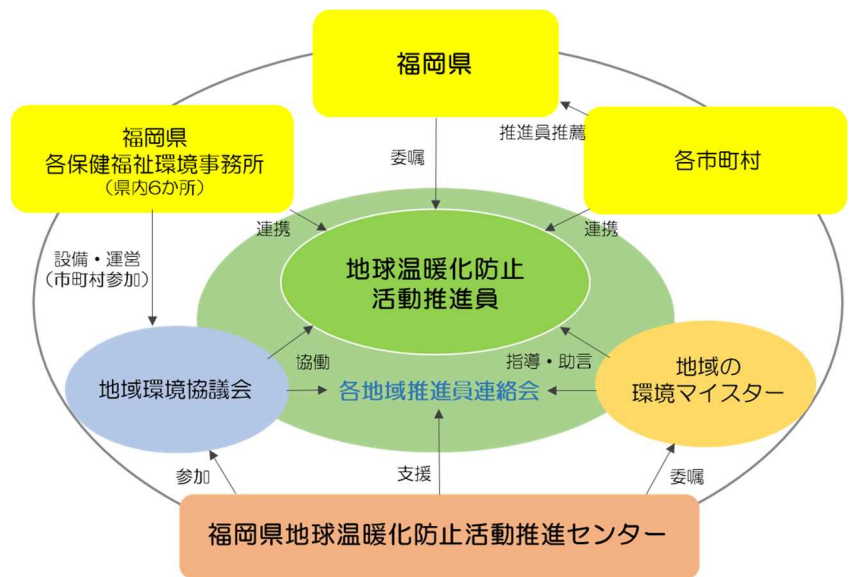 福岡県
推進員推薦
福岡県
各保健福祉環境事務所
（県内6か所）
委嘱
各市町村
連携
連携
設備・運営
（市町村参加）
地球温暖化防止
活動推進員
協働
指導・助言
地域環境協議会
各地域推進員連絡会
地域の
環境マイスター
参加
支援
委嘱
福岡県地球温暖化防止活動推進センター